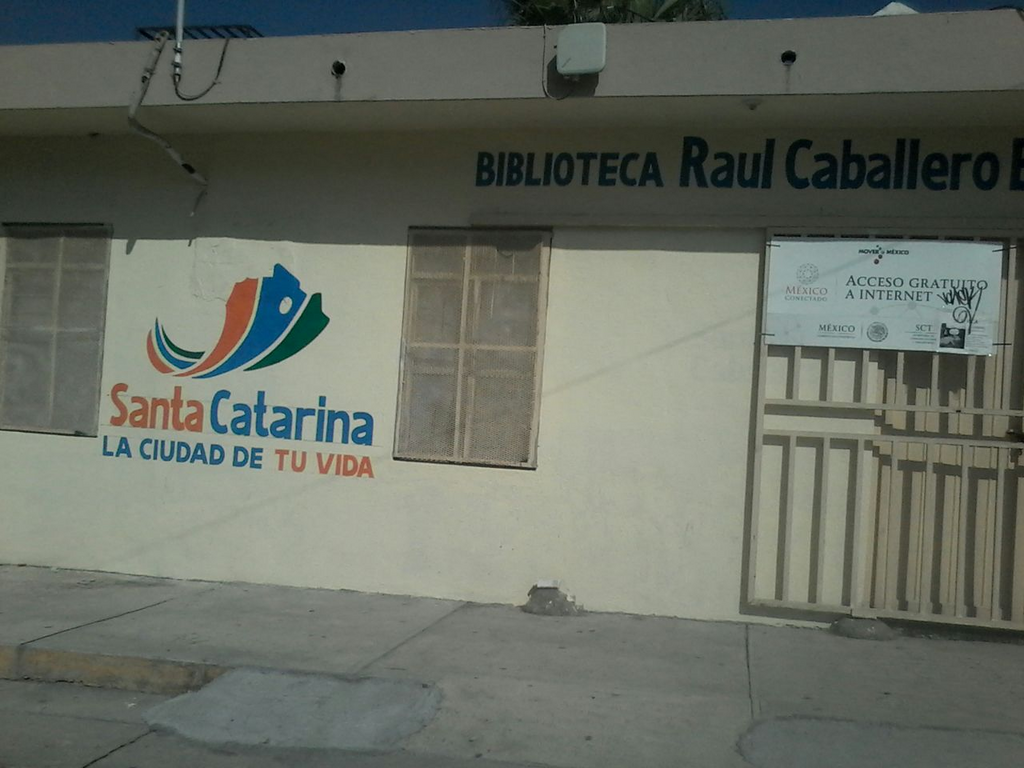 BIBLIOTECA Raul Caballero E
Santa Catarina
LA CIUDAD DE TU VIDA
MOVER A MÉXICO
MÉXICO
CONECTADO
ACCESO GRATUITO
A INTERNET
MÉXICO
SCT